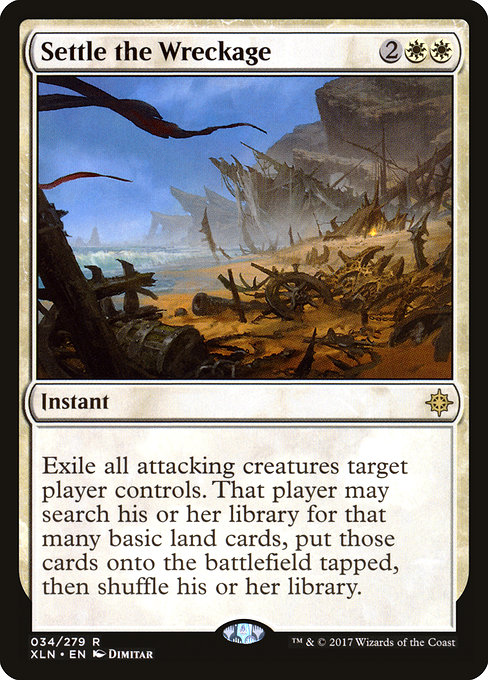 Settle the Wreckage 2
Instant
Exile all attacking creatures target
player controls. That player may
search his or her library for that
many basic land cards, put those
cards onto the battlefield tapped,
then shuffle his or her library.
034/279 R
XLN • EN Dimitar
™ & © 2017 Wizards of the Coast